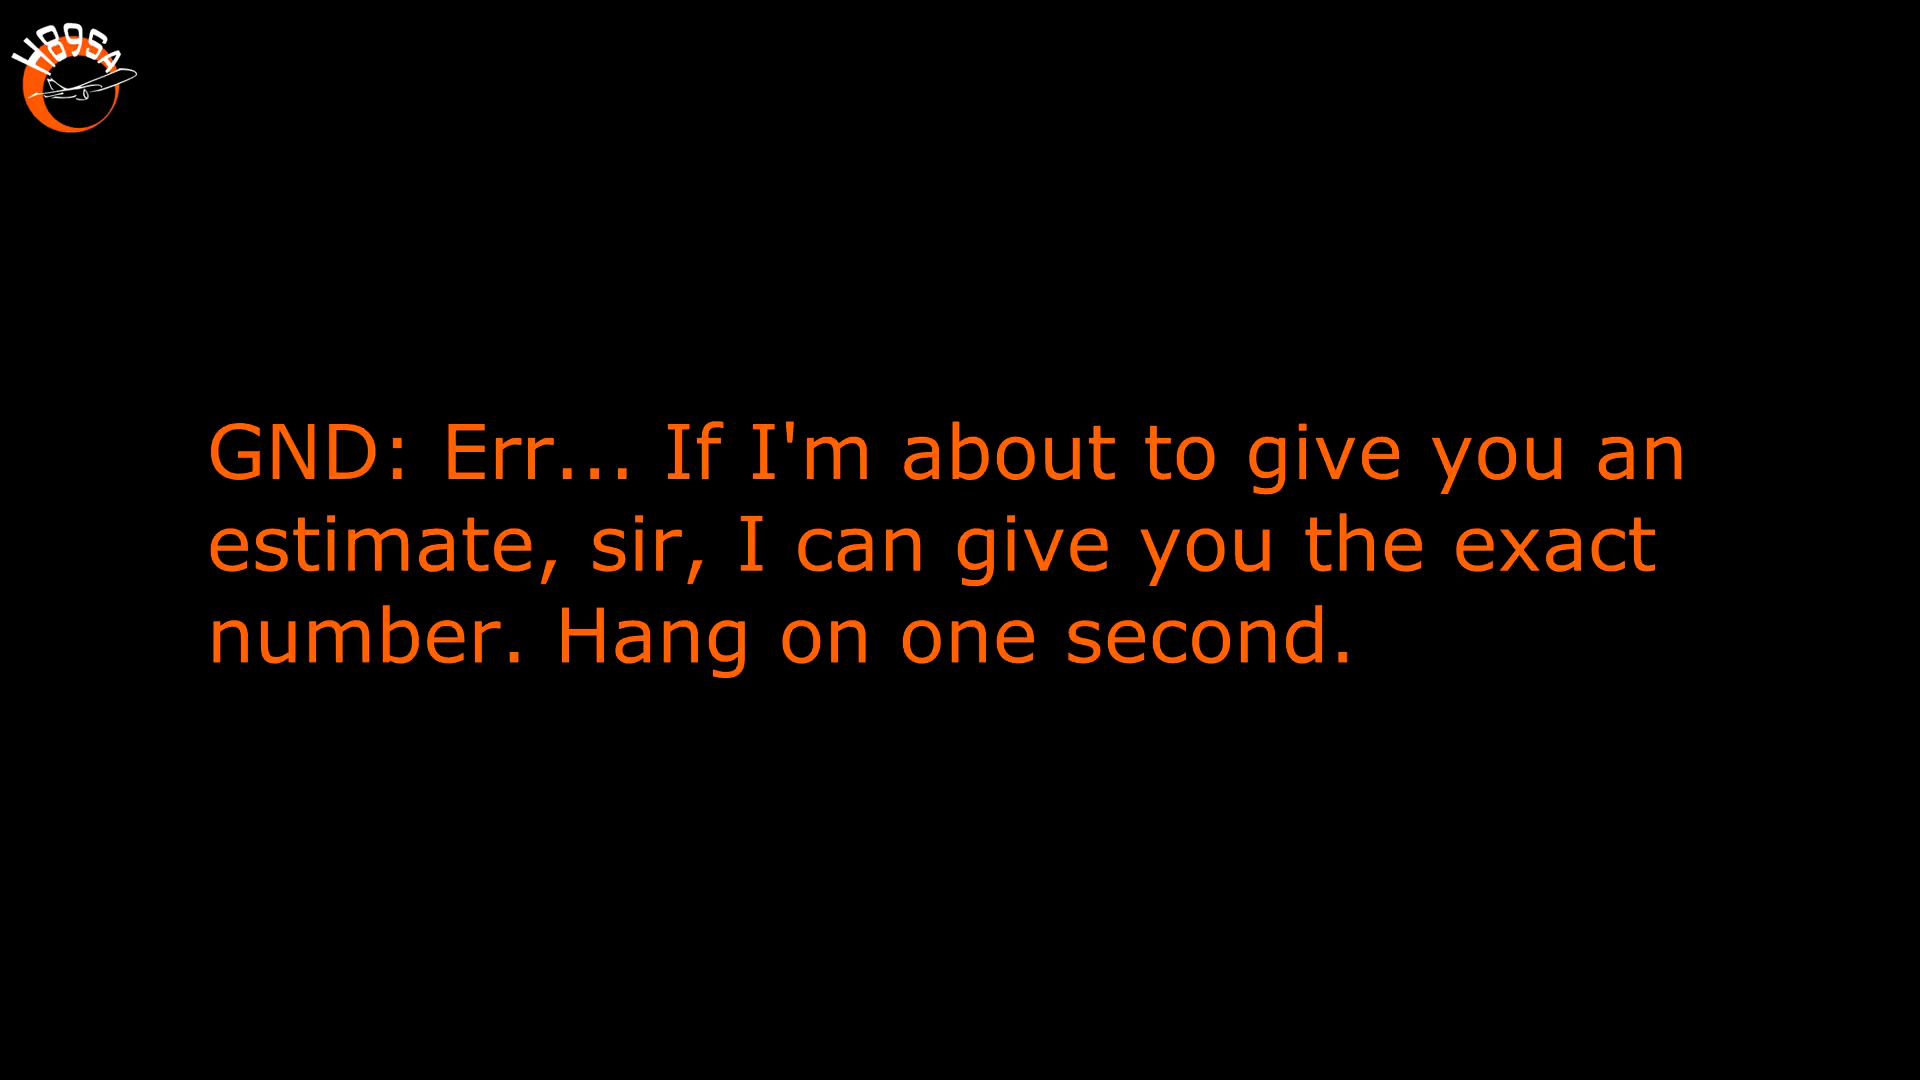 H89SA
GND: Err... If I'm about to give you an
estimate, sir, I can give you the exact
number. Hang on one second.